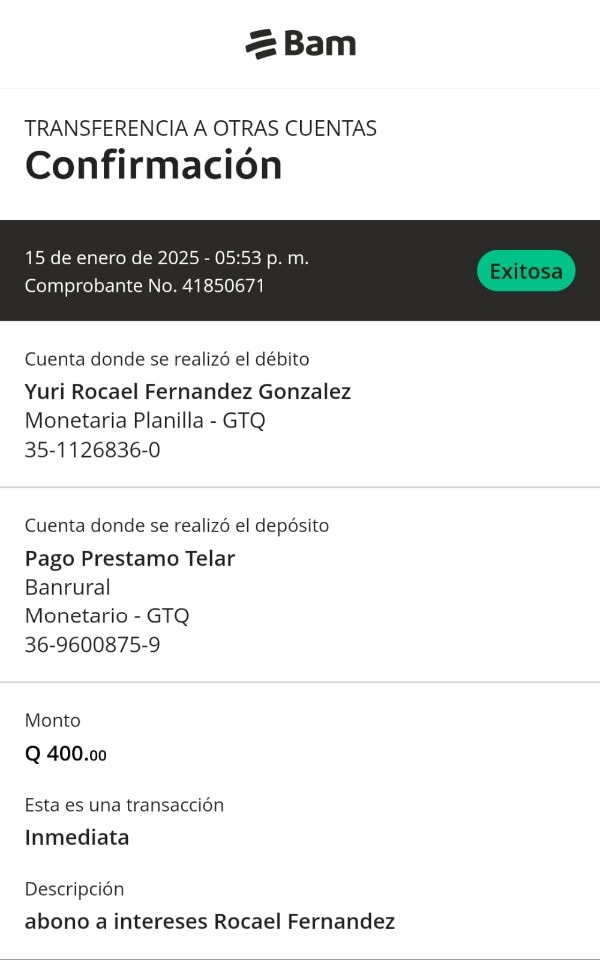 Bam
TRANSFERENCIA A OTRAS CUENTAS
Confirmación
15 de enero de 2025 - 05:53 p. m.
Comprobante No. 41850671
Exitosa
Cuenta donde se realizó el débito
Yuri Rocael Fernandez Gonzalez
Monetaria Planilla - GTQ
35-1126836-0
Cuenta donde se realizó el depósito
Pago Prestamo Telar
Banrural
Monetario - GTQ
36-9600875-9
Monto
Q 400.00
Esta es una transacción
Inmediata
Descripción
abono a intereses Rocael Fernandez